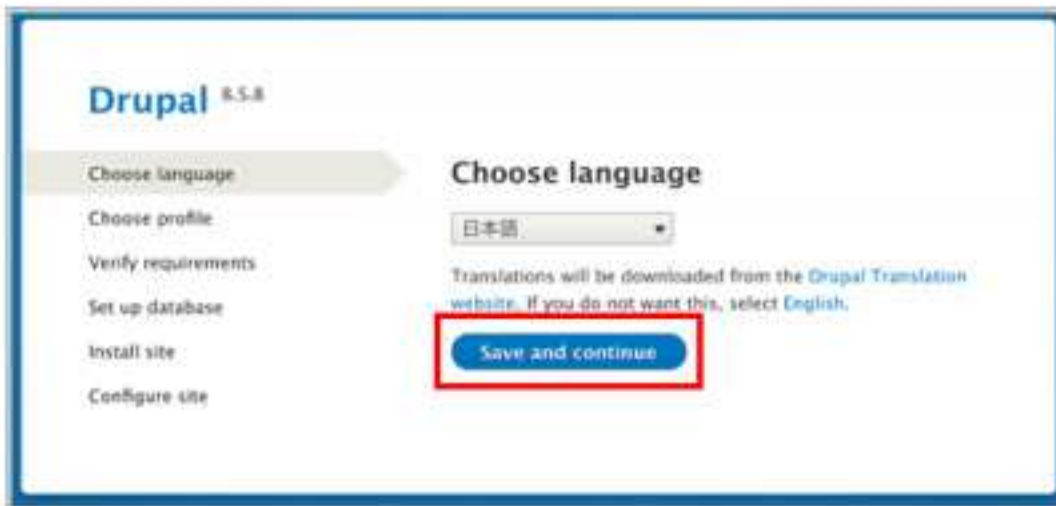 Drupal 8.5.8
Choose language
Choose profile
Verify requirements
Set up database
Install site
Configure site
Choose language
日本語
Translations will be downloaded from the Drupal Translation
website. If you do not want this, select English.
Save and continue